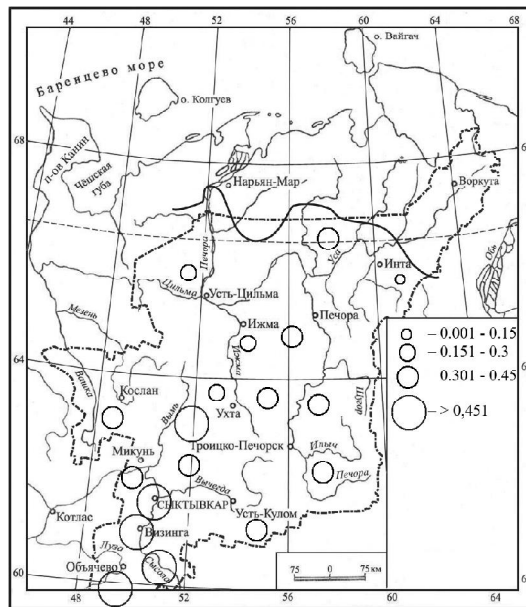 44 48 52 56 60 64 68
о. Вайгач
Баренцево море
о. Колгуев
68
п-ов Канин
Чёшская
губа
Нарьян-Мар
Воркута
Печора
Уса
Обь
Инта
Цильма
Усть-Цильма
Мезень
Ижма
Печора
– 0.001 - 0.15
– 0.151 - 0.3
0.301 - 0.45
– > 0,451
64
Вашка
Кослан
Вымь
Ижма
Ухта
Щугор
Троицко-Печорск
Илыч
Микунь
Печора
Вычегда
СЫКТЫВКАР
Усть-Кулом
Котлас
Визинга
Луза
Объячево
Сысола
60
75 0 75 км
60
48 52 56 60 64